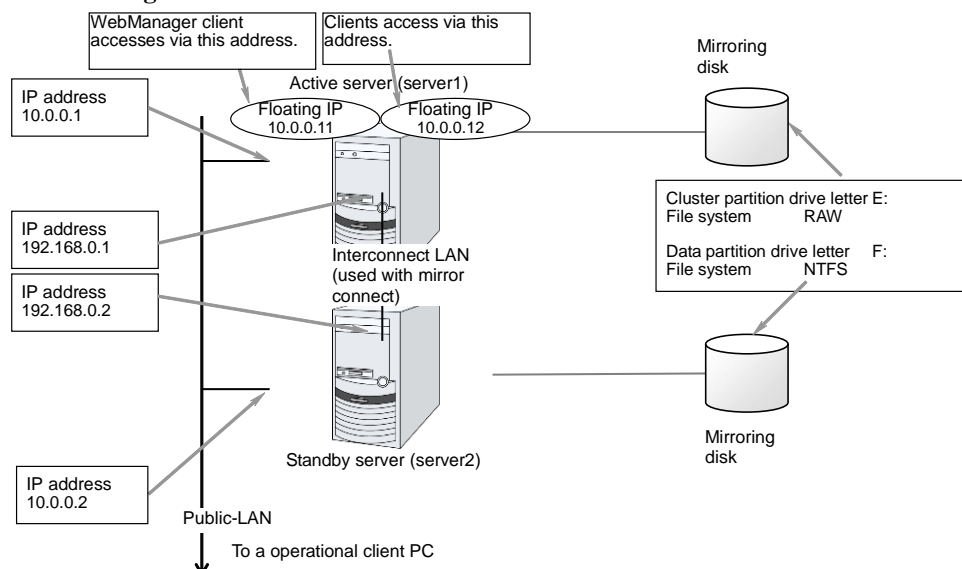 WebManager client
accesses via this address.
Clients access via this
address.
Mirroring
disk
Active server (server1)
IP address
10.0.0.1
Floating IP
10.0.0.11
Floating IP
10.0.0.12
Cluster partition drive letter E:
File system RAW
Data partition drive letter F:
File system NTFS
IP address
192.168.0.1
Interconnect LAN
(used with mirror
connect)
IP address
192.168.0.2
Mirroring
disk
Standby server (server2)
IP address
10.0.0.2
Public-LAN
To a operational client PC